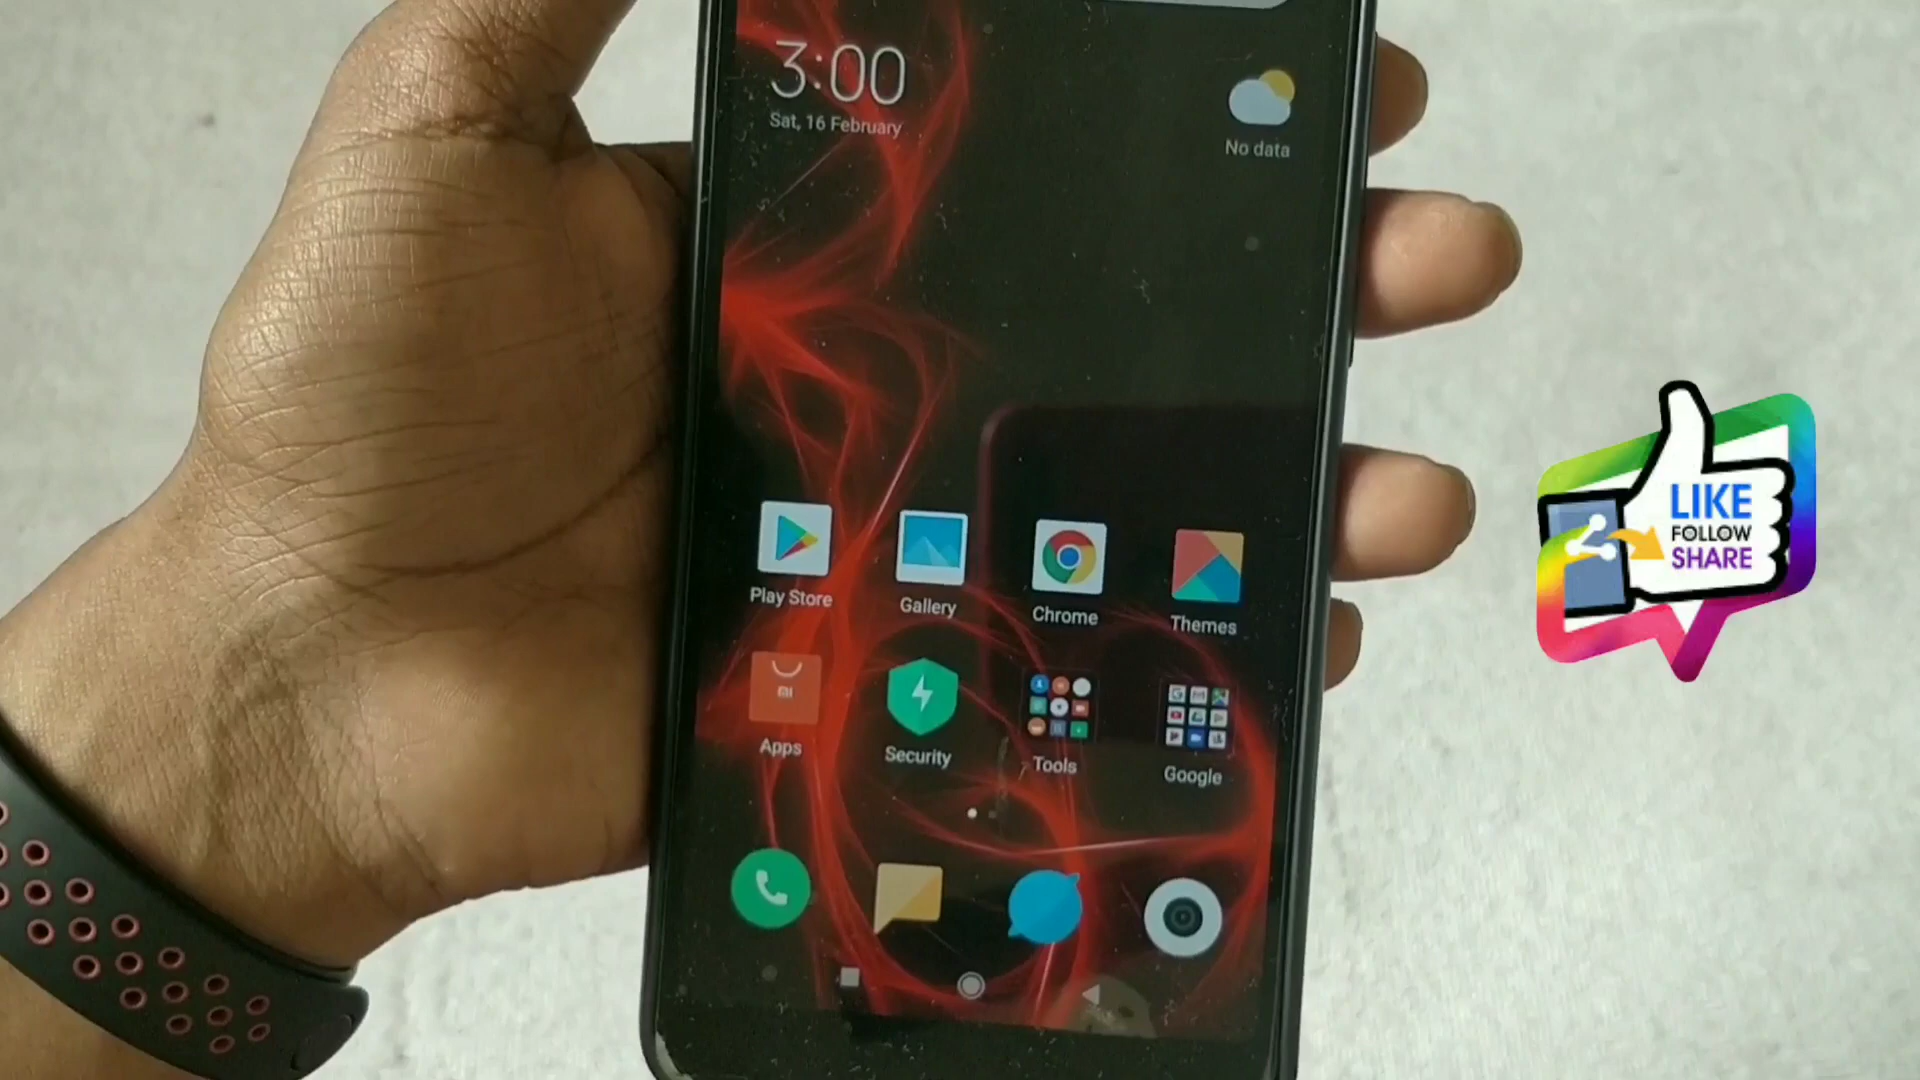 3:00
Sat, 16 February
No data
Play Store
Gallery
Chrome
Themes
mi
Apps
Security
Tools
Google
LIKE
FOLLOW
SHARE